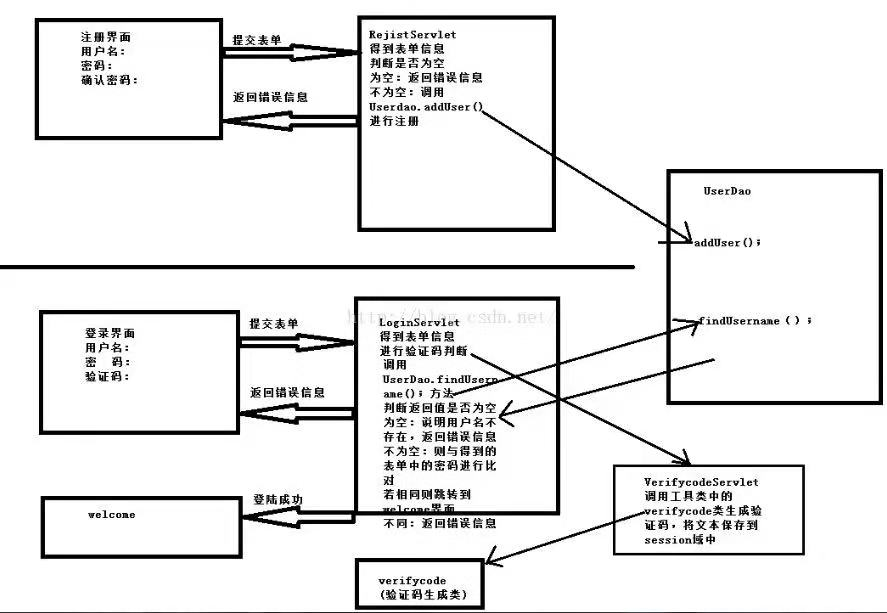 注册界面
用户名：
密码：
确认密码：
提交表单
返回错误信息
RejistServlet
得到表单信息
判断是否为空
为空：返回错误信息
不为空：调用
Userdao.addUser()
进行注册
UserDao
addUser();
findUsername();
登录界面
用户名：
密 码：
验证码：
提交表单
返回错误信息
登陆成功
welcome
http://blog.csdn.net/
LoginServlet
得到表单信息
进行验证码判断
调用
UserDao.findUsern
ame(); 方法
判断返回值是否为空
为空：说明用户名不
存在，返回错误信息
不为空：则与得到的
表单中的密码进行比
对
若相同则跳转到
welcome界面
不同：返回错误信息
VerifycodeServlet
调用工具类中的
verifycode类生成验
证码，将文本保存到
session域中
verifycode
(验证码生成类)